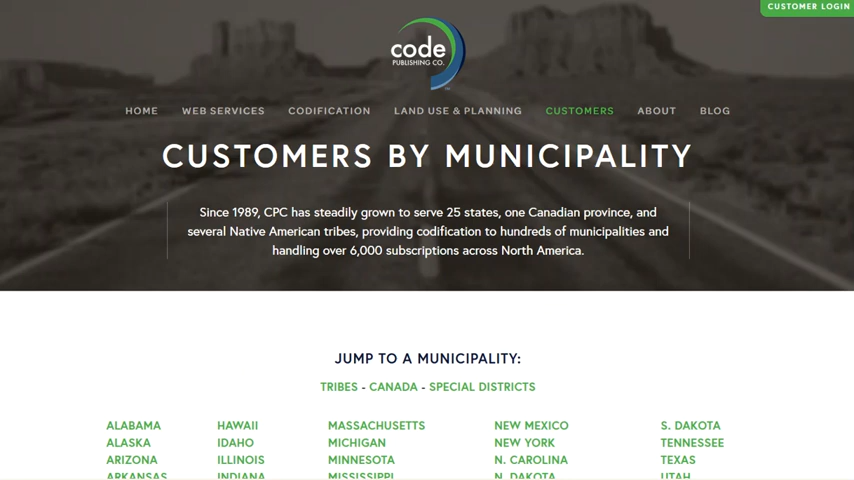 CUSTOMER LOGIN
code
PUBLISHING CO.
HOME WEB SERVICES CODIFICATION LAND USE & PLANNING CUSTOMERS ABOUT BLOG
CUSTOMERS BY MUNICIPALITY
Since 1989, CPC has steadily grown to serve 25 states, one Canadian province, and
several Native American tribes, providing codification to hundreds of municipalities and
handling over 6,000 subscriptions across North America.
JUMP TO A MUNICIPALITY:
TRIBES - CANADA - SPECIAL DISTRICTS
ALABAMA HAWAII MASSACHUSETTS NEW MEXICO S. DAKOTA
ALASKA IDAHO MICHIGAN NEW YORK TENNESSEE
ARIZONA ILLINOIS MINNESOTA N. CAROLINA TEXAS
ARKANSAS INDIANA MISSISSIPPI N. DAKOTA UTAH